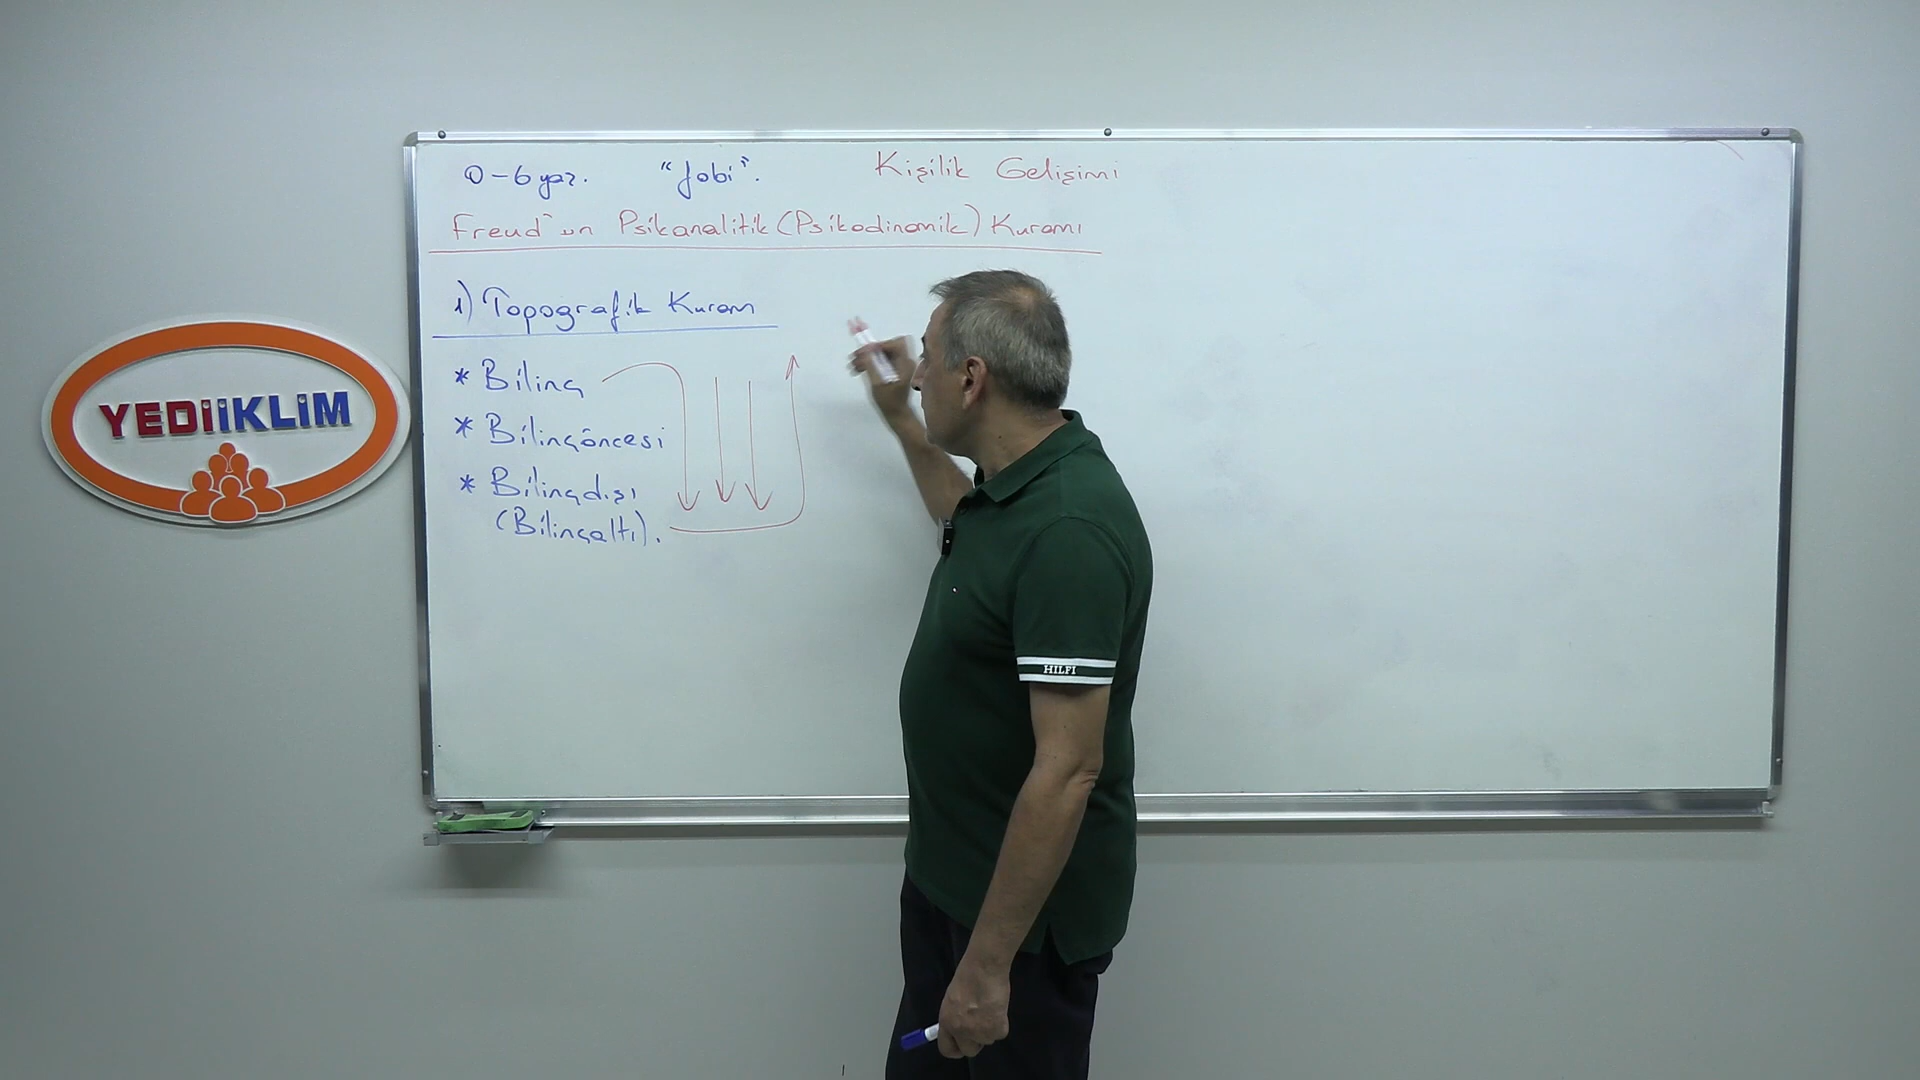 0-6 yaş. "fobi". Kişilik Gelişimi
Freud'un Psikanalitik (Psikodinamik) Kuramı
1) Topografik Kuram
* Bilinç
* Bilinçöncesi
* Bilinçdışı
(Bilinçaltı).
YEDİİKLİM
HILFI